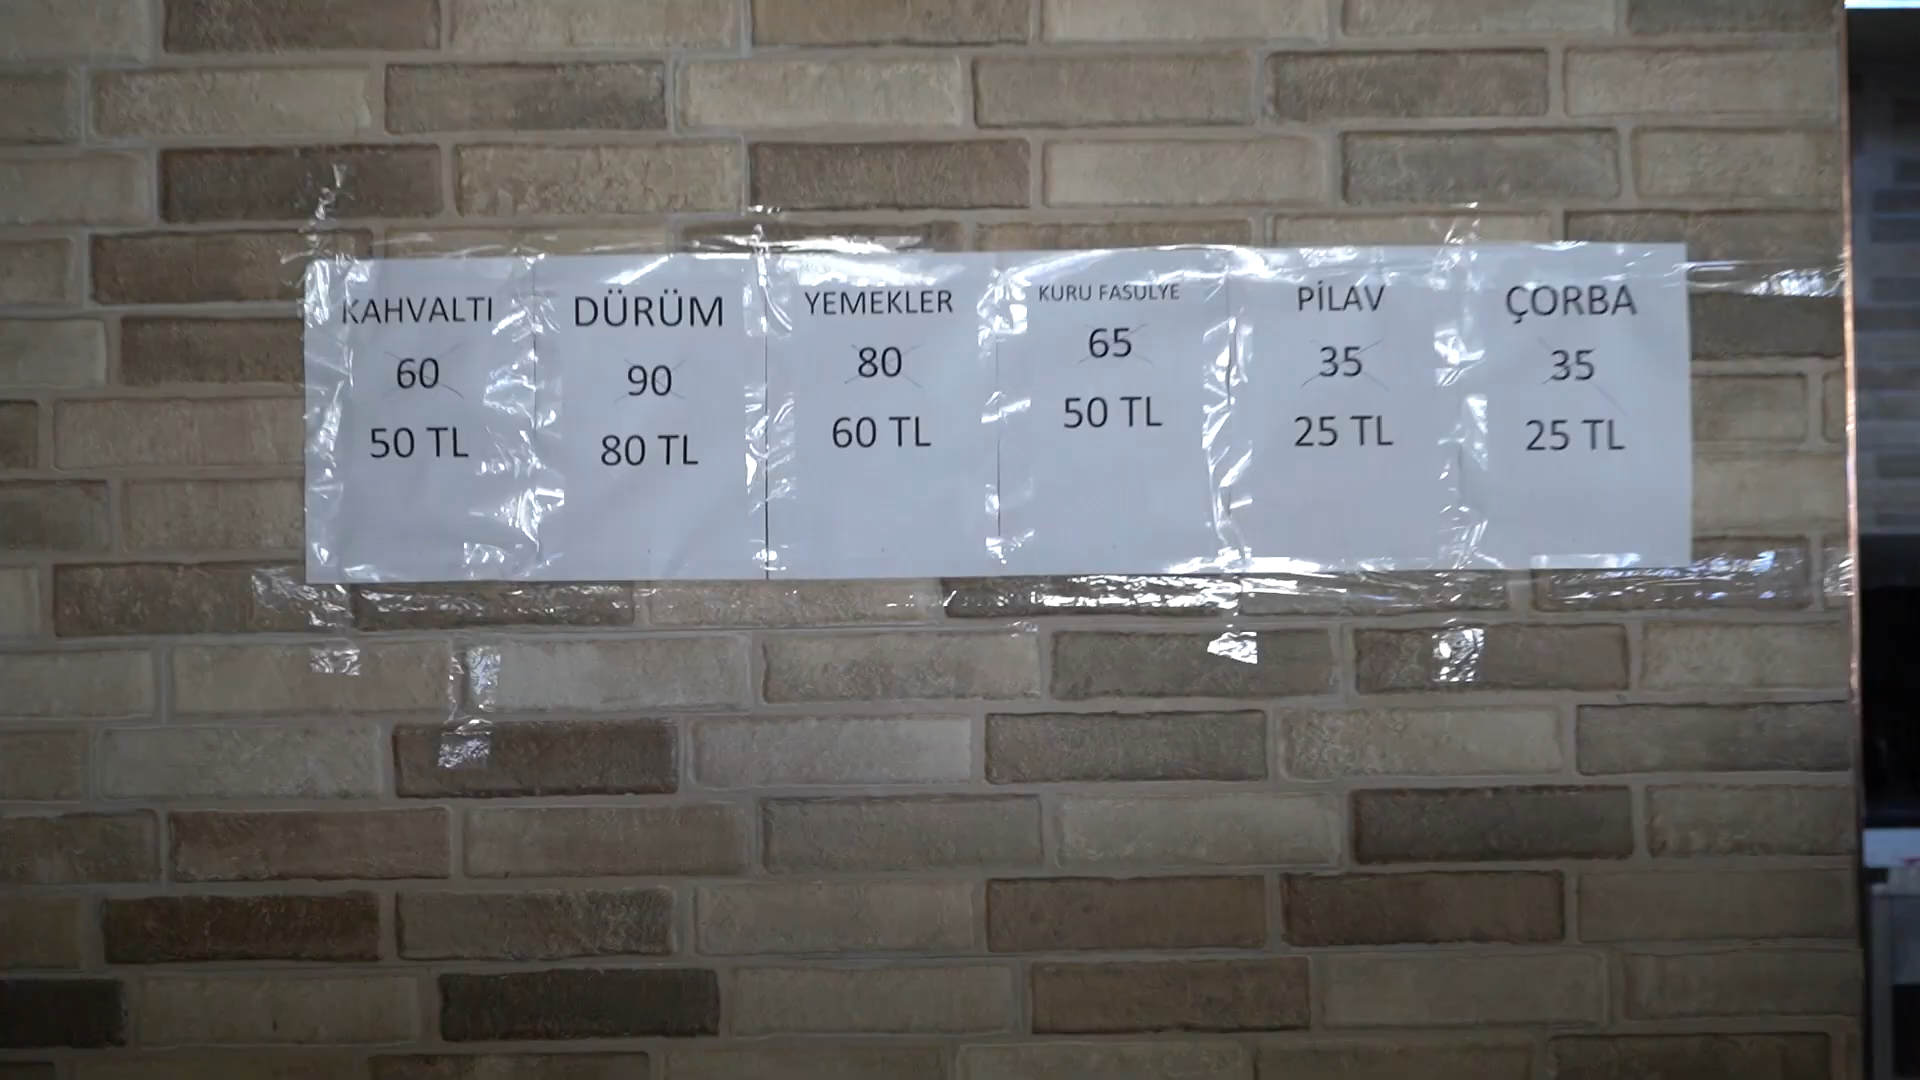 KAHVALTI
60
50 TL
DÜRÜM
90
80 TL
YEMEKLER
80
60 TL
KURU FASULYE
65
50 TL
PİLAV
35
25 TL
ÇORBA
35
25 TL